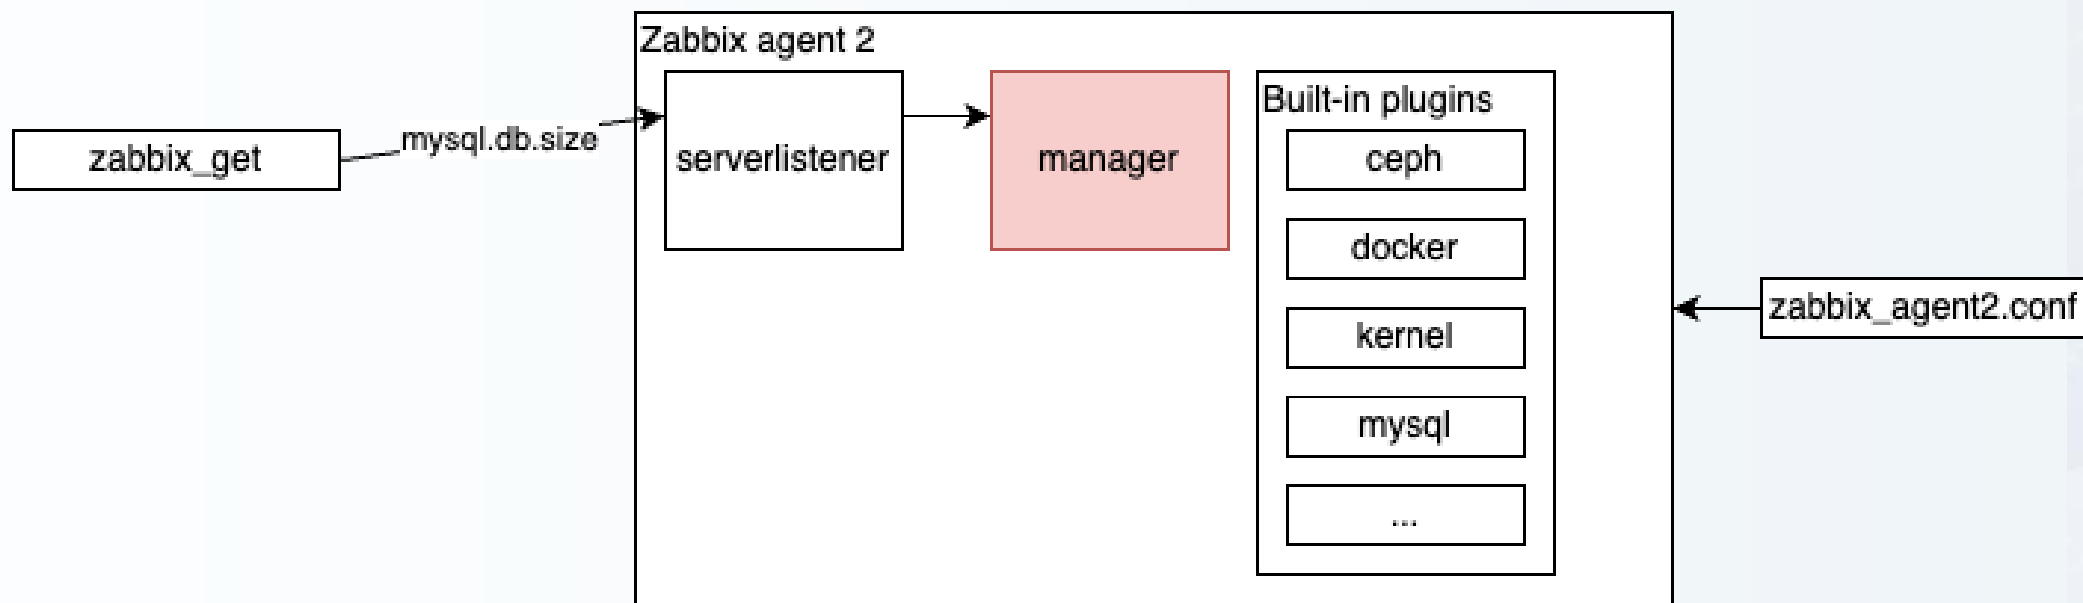 Zabbix agent 2
zabbix_get
mysql.db.size
serverlistener
manager
Built-in plugins
ceph
docker
kernel
mysql
...
zabbix_agent2.conf